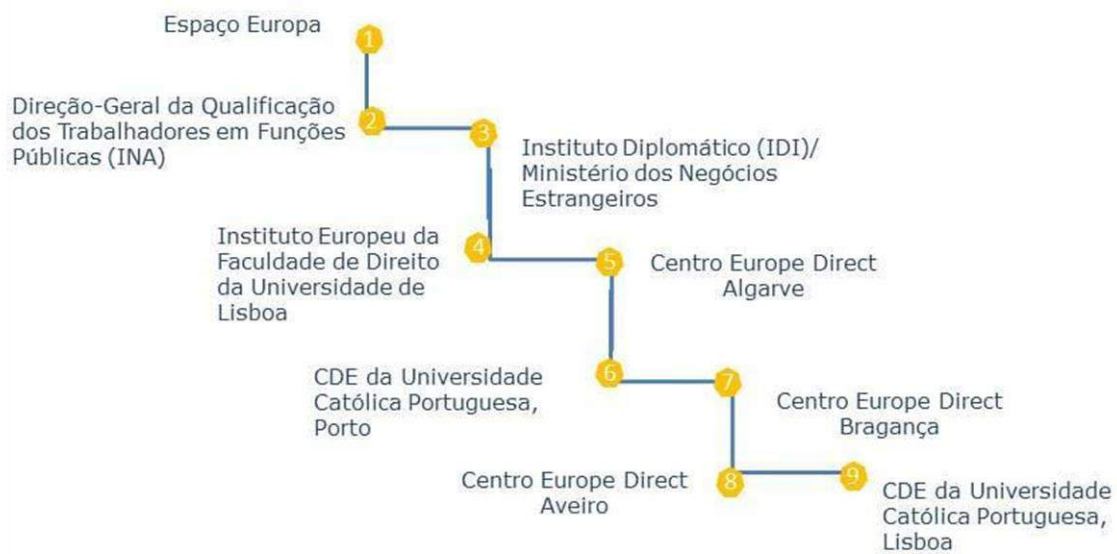 Espaço Europa
1
Direção-Geral da Qualificação
dos Trabalhadores em Funções
Públicas (INA)
2
3
Instituto Diplomático (IDI)/
Ministério dos Negócios
Estrangeiros
Instituto Europeu da
Faculdade de Direito
da Universidade de
Lisboa
4
5
Centro Europe Direct
Algarve
CDE da Universidade
Católica Portuguesa,
Porto
6
7
Centro Europe Direct
Bragança
Centro Europe Direct
Aveiro
8
9
CDE da Universidade
Católica Portuguesa,
Lisboa